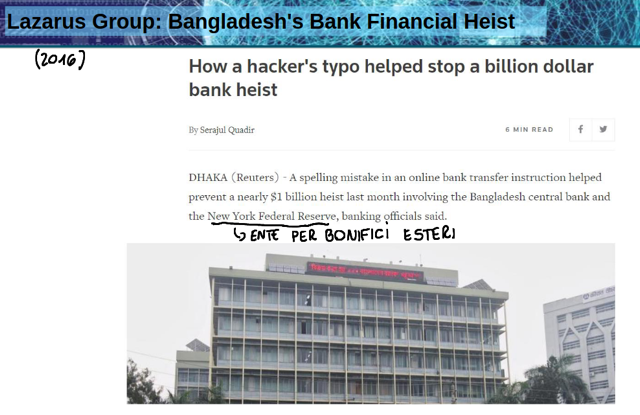 Lazarus Group: Bangladesh's Bank Financial Heist
(2016)
How a hacker's typo helped stop a billion dollar
bank heist
By Serajul Quadir
6 MIN READ
DHAKA (Reuters) - A spelling mistake in an online bank transfer instruction helped
prevent a nearly $1 billion heist last month involving the Bangladesh central bank and
the New York Federal Reserve, banking officials said.
↳ ENTE PER BONIFICI ESTERI